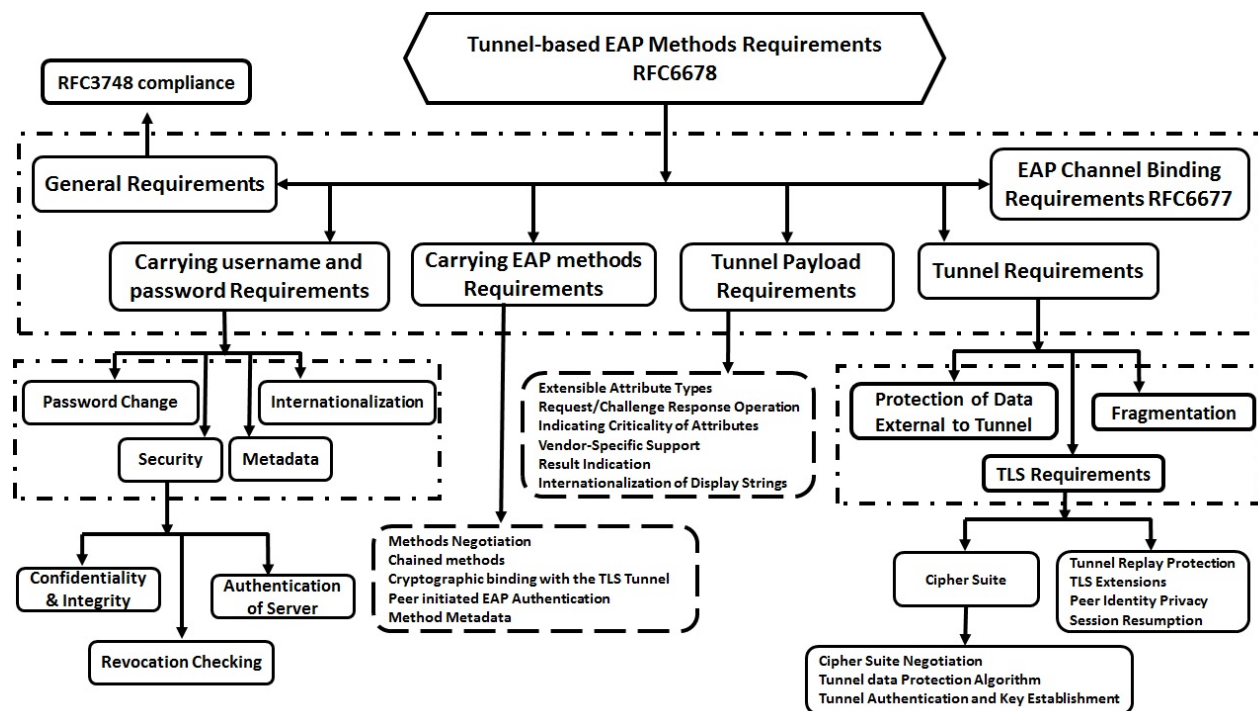 Tunnel-based EAP Methods Requirements
RFC6678
RFC3748 compliance
General Requirements
EAP Channel Binding
Requirements RFC6677
Carrying username and
password Requirements
Carrying EAP methods
Requirements
Tunnel Payload
Requirements
Tunnel Requirements
Password Change
Internationalization
Security
Metadata
Extensible Attribute Types
Request/Challenge Response Operation
Indicating Criticality of Attributes
Vendor-Specific Support
Result Indication
Internationalization of Display Strings
Protection of Data
External to Tunnel
Fragmentation
TLS Requirements
Confidentiality
& Integrity
Authentication
of Server
Revocation Checking
Methods Negotiation
Chained methods
Cryptographic binding with the TLS Tunnel
Peer initiated EAP Authentication
Method Metadata
Cipher Suite
Tunnel Replay Protection
TLS Extensions
Peer Identity Privacy
Session Resumption
Cipher Suite Negotiation
Tunnel data Protection Algorithm
Tunnel Authentication and Key Establishment